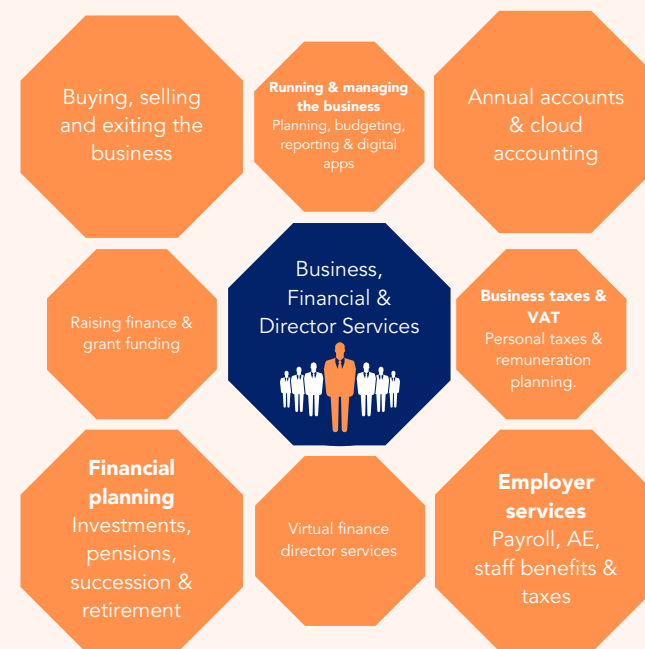 Buying, selling
and exiting the
business
Running & managing
the business
Planning, budgeting,
reporting & digital
apps
Annual accounts
& cloud
accounting
Raising finance &
grant funding
Business,
Financial &
Director Services
Business taxes &
VAT
Personal taxes &
remuneration
planning.
Financial
planning
Investments,
pensions,
succession &
retirement
Virtual finance
director services
Employer
services
Payroll, AE,
staff benefits &
taxes